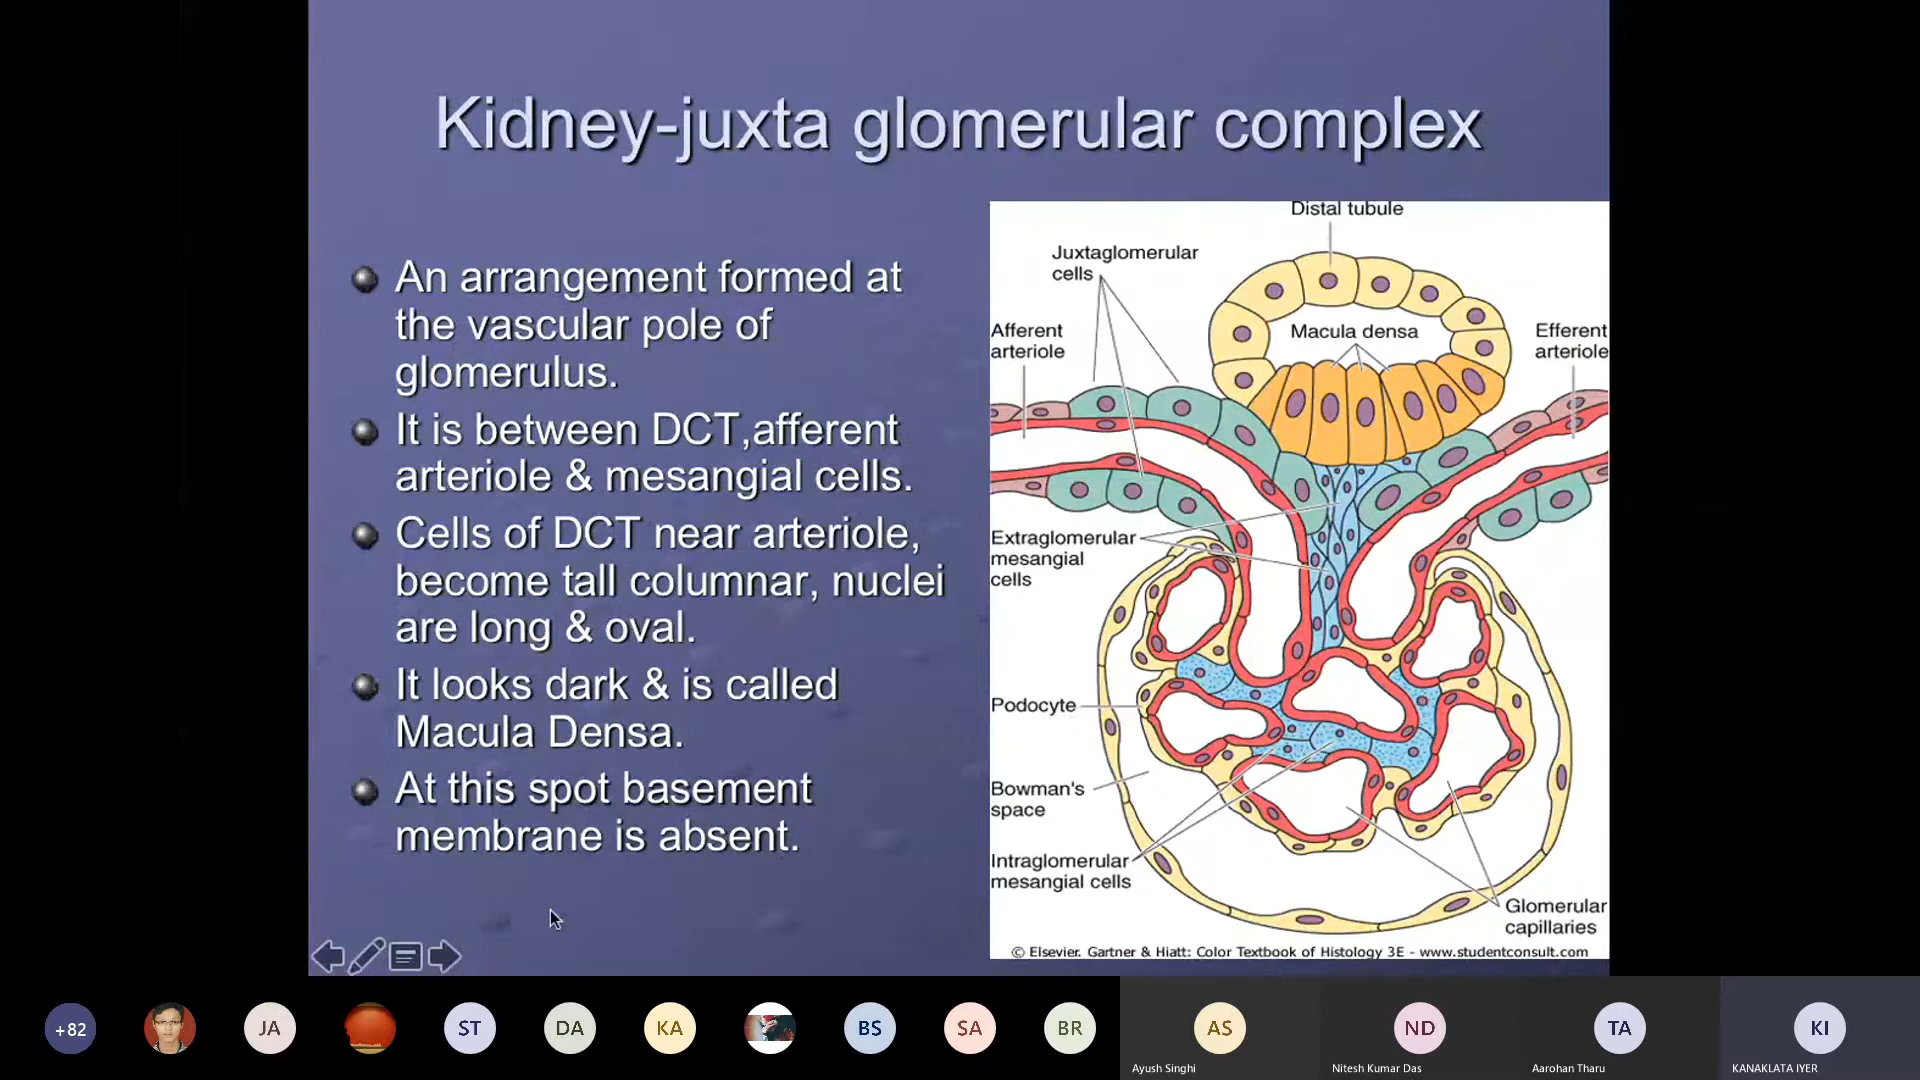 Kidney-juxta glomerular complex
An arrangement formed at
the vascular pole of
glomerulus.
It is between DCT,afferent
arteriole & mesangial cells.
Cells of DCT near arteriole,
become tall columnar, nuclei
are long & oval.
It looks dark & is called
Macula Densa.
At this spot basement
membrane is absent.
Distal tubule
Juxtaglomerular
cells
Afferent
arteriole
Macula densa
Efferent
arteriole
Extraglomerular
mesangial
cells
Podocyte
Bowman's
space
Intraglomerular
mesangial cells
Glomerular
capillaries
© Elsevier. Gartner & Hiatt: Color Textbook of Histology 3E - www.studentconsult.com
+82
JA
ST
DA
KA
BS
SA
BR
AS
Ayush Singhi
ND
Nitesh Kumar Das
TA
Aarohan Tharu
KI
KANAKLATA IYER